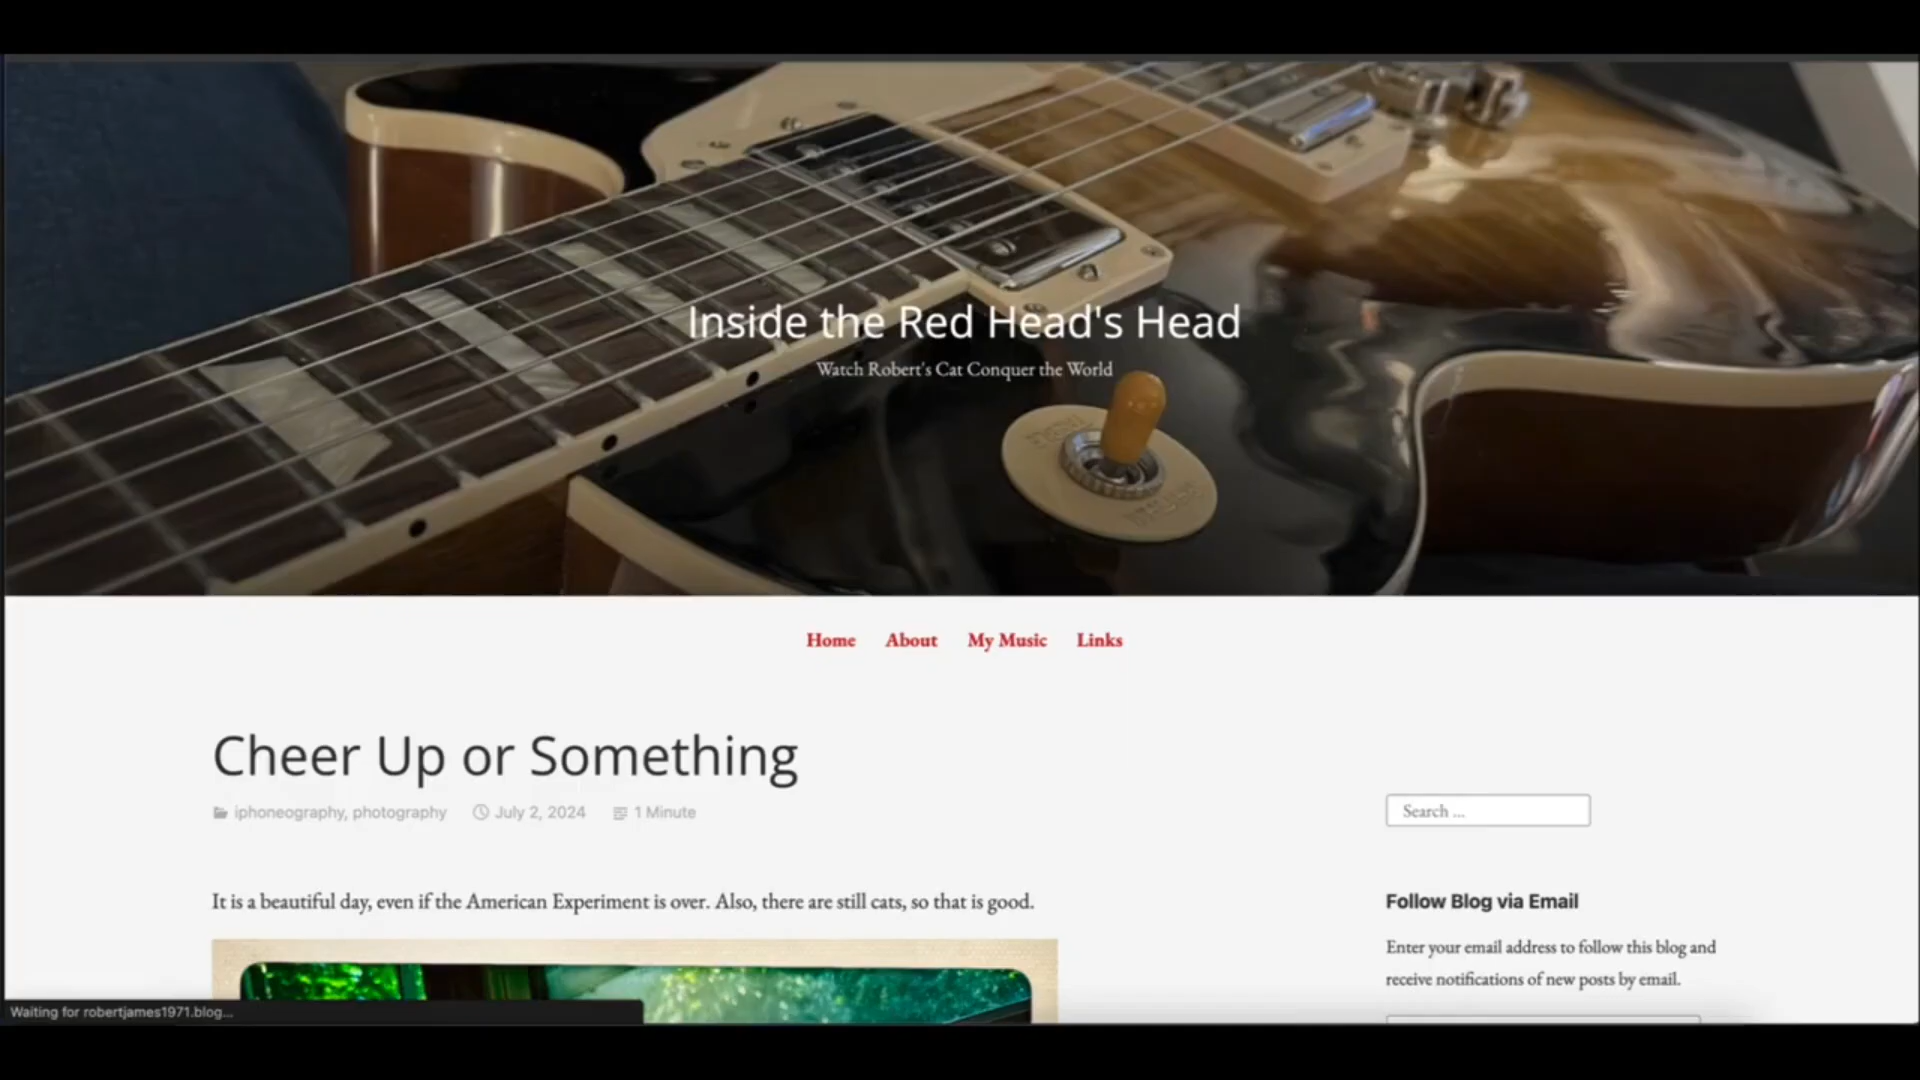 Inside the Red Head's Head
Watch Robert's Cat Conquer the World
Home About My Music Links
Cheer Up or Something
iphoneography, photography July 2, 2024 1 Minute
Search ...
It is a beautiful day, even if the American Experiment is over. Also, there are still cats, so that is good.
Follow Blog via Email
Enter your email address to follow this blog and
receive notifications of new posts by email.
Waiting for robertjames1971.blog...